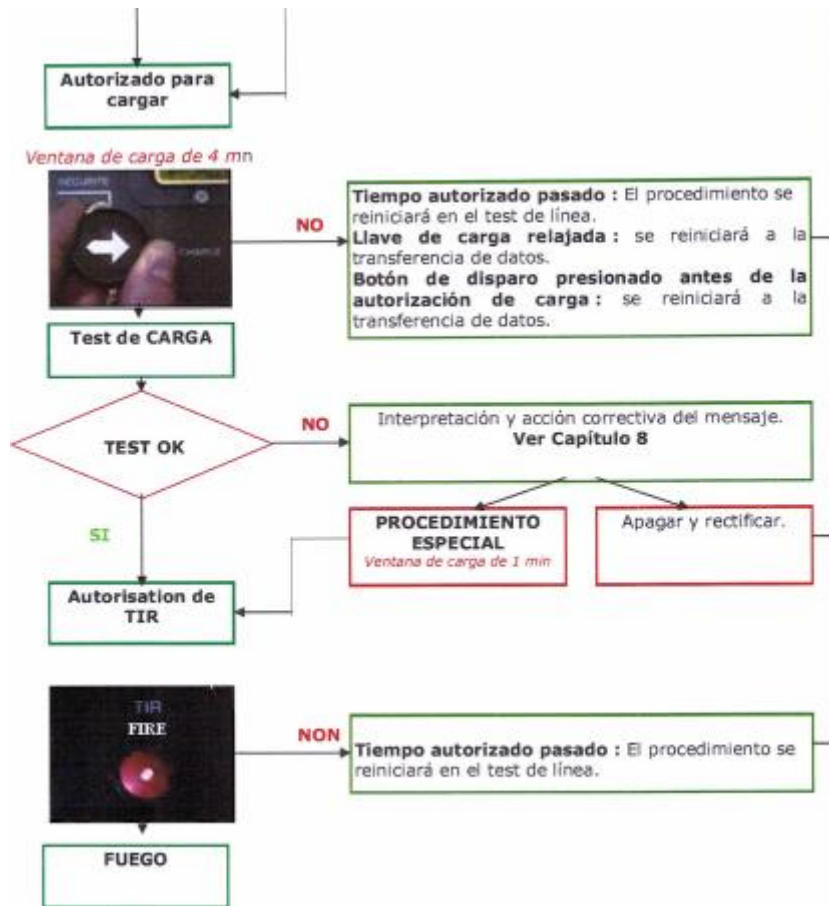 Autorizado para
cargar
Ventana de carga de 4 mn
SECURITE
CHARGE
NO
Tiempo autorizado pasado : El procedimiento se
reiniciará en el test de línea.
Llave de carga relajada : se reiniciará a la
transferencia de datos.
Botón de disparo presionado antes de la
autorización de carga : se reiniciará a la
transferencia de datos.
Test de CARGA
TEST OK
NO
Interpretación y acción correctiva del mensaje.
Ver Capítulo 8
SI
PROCEDIMIENTO
ESPECIAL
Ventana de carga de 1 min
Apagar y rectificar.
Autorisation de
TIR
TIR
FIRE
NON
Tiempo autorizado pasado : El procedimiento se
reiniciará en el test de línea.
FUEGO